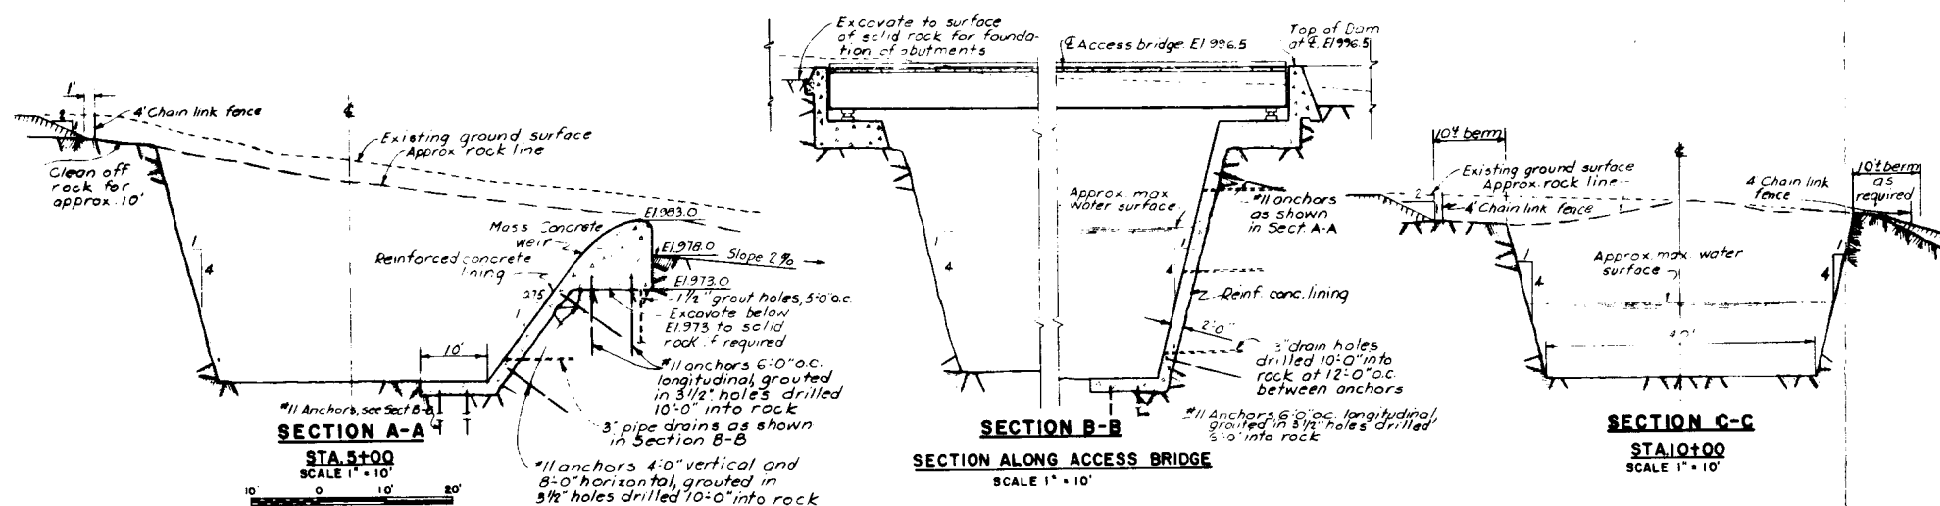 1'
4' Chain link fence
2
℄
Existing ground surface
Approx rock line
Clean off
rock for
approx. 10'
1
4
Mass Concrete
weir
Reinforced concrete
lining
El.983.0
El.978.0
Slope 2%
El.973.0
1½" grout holes, 5'-0" o.c.
Excavate below
El.973 to solid
rock if required
10'
#11 anchors 6'-0" o.c.
longitudinal, grouted
in 3½" holes drilled
10'-0" into rock
#11 Anchors, see Sect B-B
3" pipe drains as shown
in Section B-B
#11 anchors 4'-0" vertical and
8'-0" horizontal, grouted in
3½" holes drilled 10'-0" into rock
SECTION A-A
STA.5+00
SCALE 1" = 10'
10 0 10' 20'
Excavate to surface
of solid rock for founda-
tion of abutments
℄ Access bridge El 996.5
Top of Dam
at ℄ El 996.5
Approx. max
water surface
#11 anchors
as shown
in Sect. A-A
1
4
4
Reinf. conc. lining
2'-0"
3" drain holes
drilled 10'-0" into
rock at 12'-0" o.c.
between anchors
#11 Anchors 6'-0" o.c. longitudinal,
grouted in 3½" holes drilled
into rock
SECTION B-B
SECTION ALONG ACCESS BRIDGE
SCALE 1" = 10'
10'± berm
℄
Existing ground surface
Approx. rock line
2
4' Chain link fence
4' Chain link
fence
10'± berm
as
required
Approx. max. water
surface
1
4
1
4
40'
SECTION C-C
STA.10+00
SCALE 1" = 10'